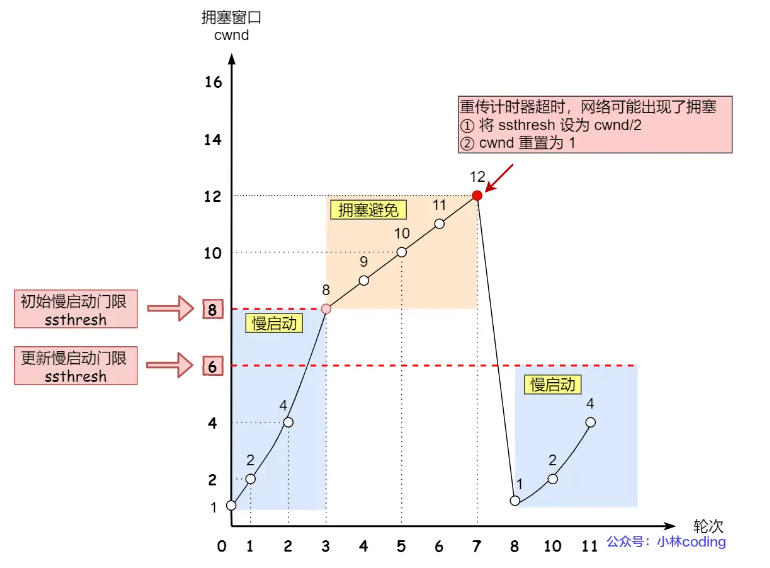 拥塞窗口
cwnd
16
14
重传计时器超时，网络可能出现了拥塞
① 将 ssthresh 设为 cwnd/2
② cwnd 重置为 1
12
12
拥塞避免
11
10
10
9
8
初始慢启动门限
ssthresh
8
慢启动
更新慢启动门限
ssthresh
6
慢启动
4
4
4
2
2
2
1
1
轮次
0 1 2 3 4 5 6 7 8 10 11
公众号：小林coding